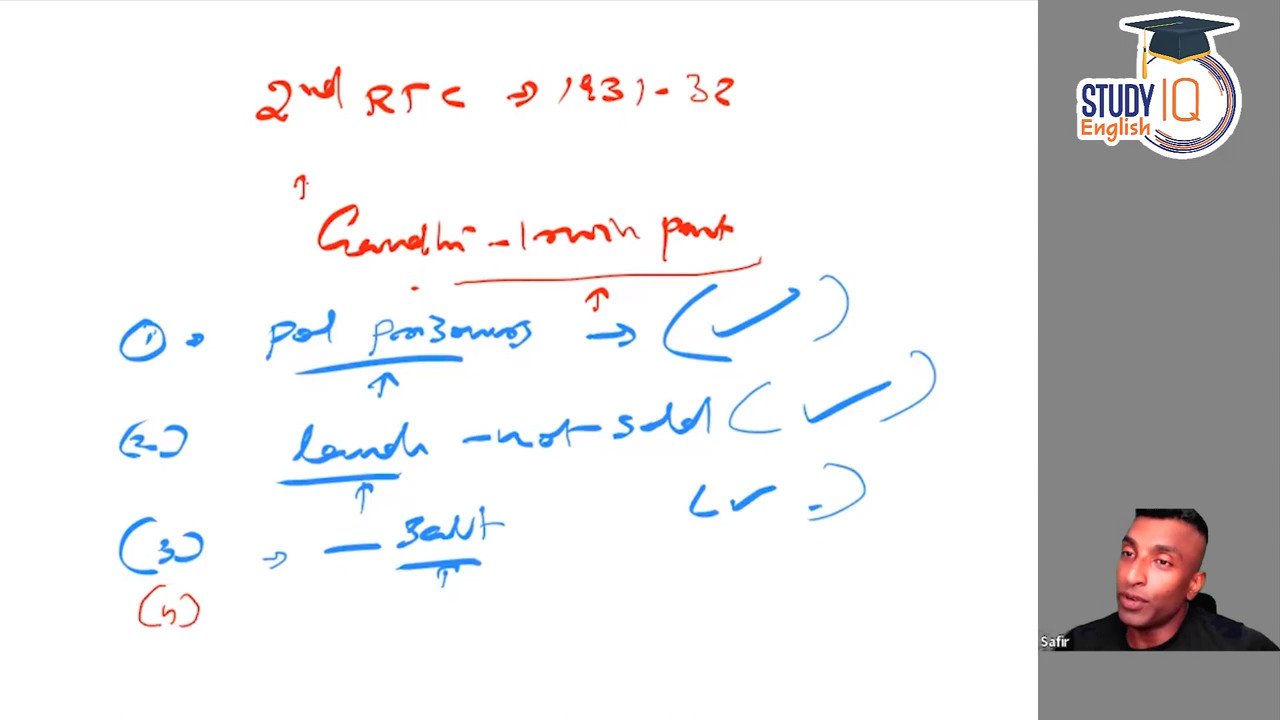 2nd RTC → 1931-32
↑
Gandhi-Irwin pact
↑
① → pol prisoners → (✓)
↑
(2) land - not - sold (✓)
↑
(3) → - salt (✓ -)
↑
(4)
STUDY IQ
English
Safir